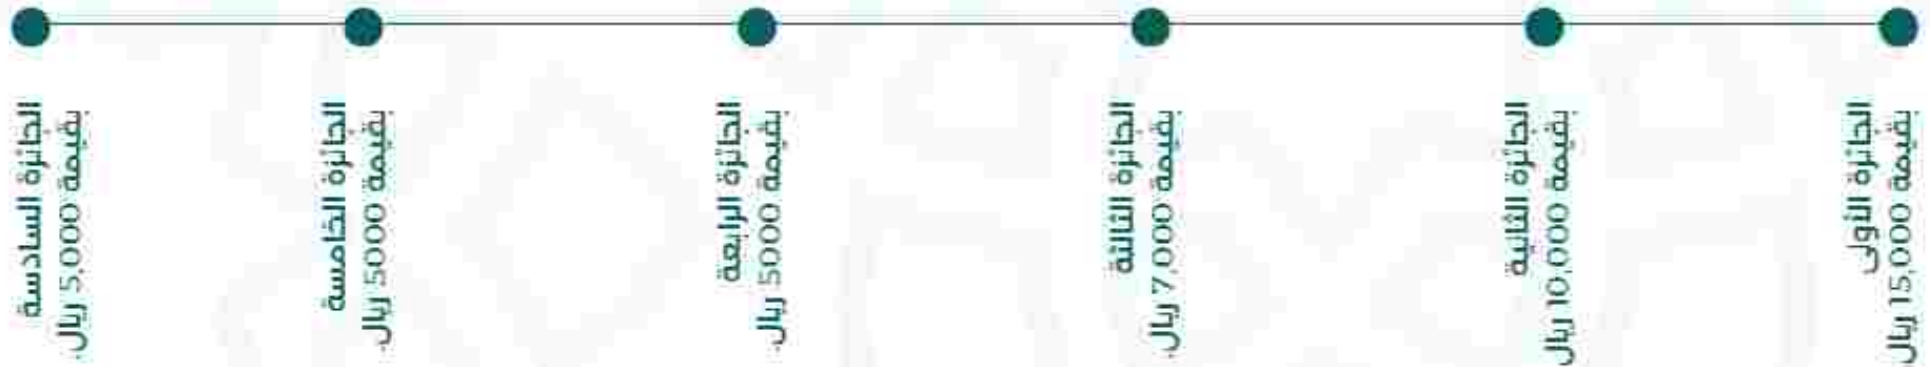 الجائزة الأولى
بقيمة 15,000 ريال
الجائزة الثانية
بقيمة 10,000 ريال
الجائزة الثالثة
بقيمة 7,000 ريال.
الجائزة الرابعة
بقيمة 5000 ريال.
الجائزة الخامسة
بقيمة 5000 ريال.
الجائزة السادسة
بقيمة 5,000 ريال.